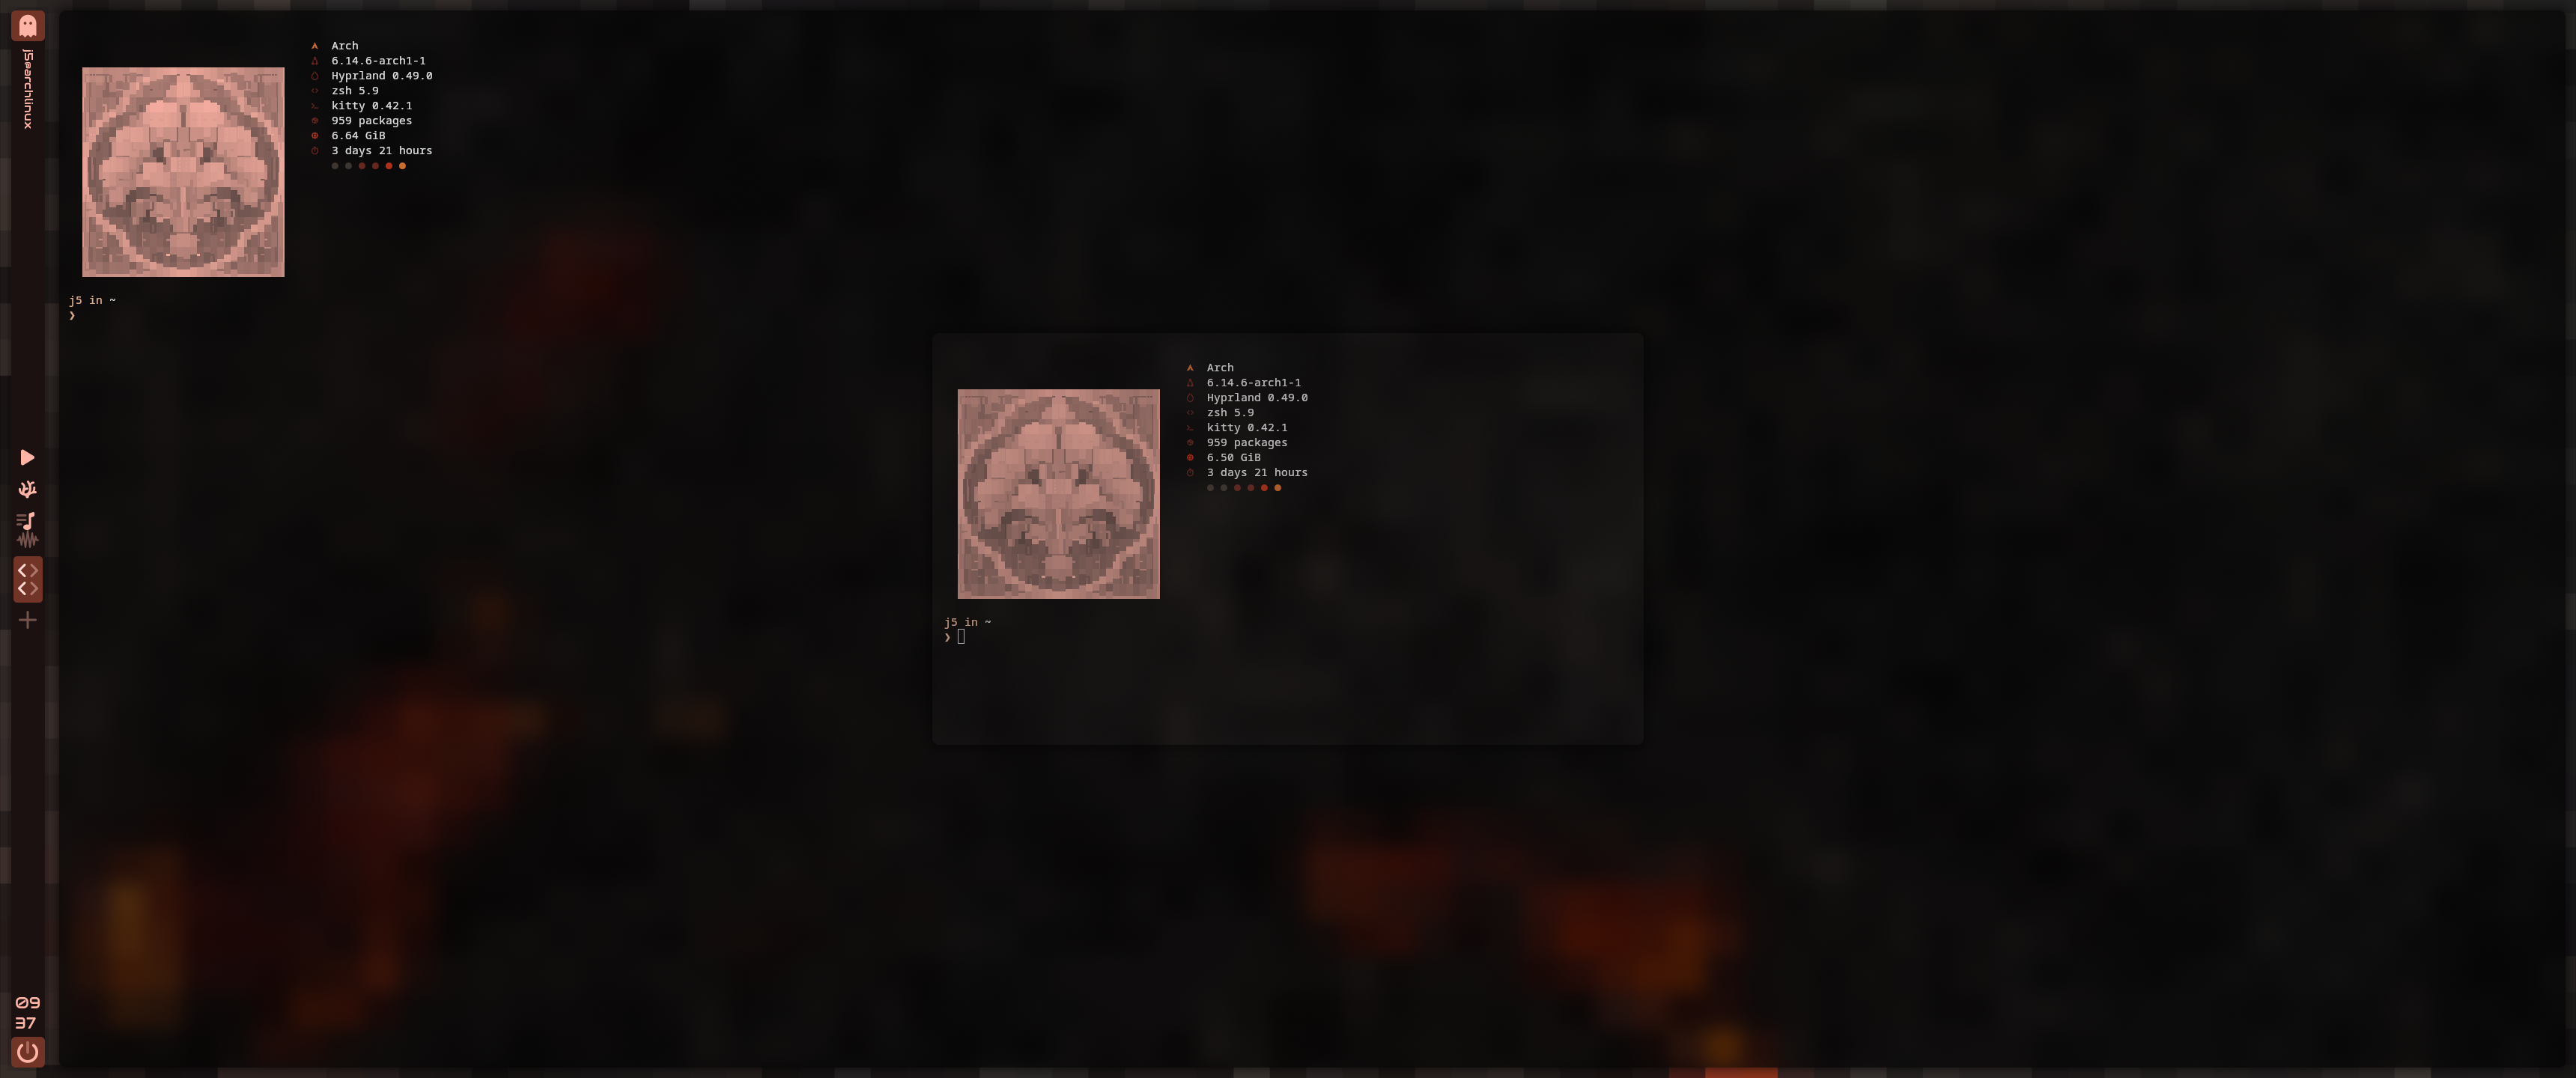 j5@archlinux
09
37
Arch
6.14.6-arch1-1
Hyprland 0.49.0
zsh 5.9
kitty 0.42.1
959 packages
6.64 GiB
3 days 21 hours
j5 in ~
❯
Arch
6.14.6-arch1-1
Hyprland 0.49.0
zsh 5.9
kitty 0.42.1
959 packages
6.50 GiB
3 days 21 hours
j5 in ~
❯